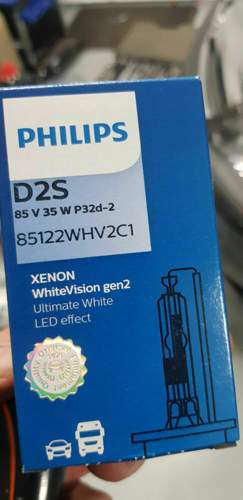 PHILIPS
D2S
85 V 35 W P32d-2
85122WHV2C1
XENON
WhiteVision gen2
Ultimate White
LED effect